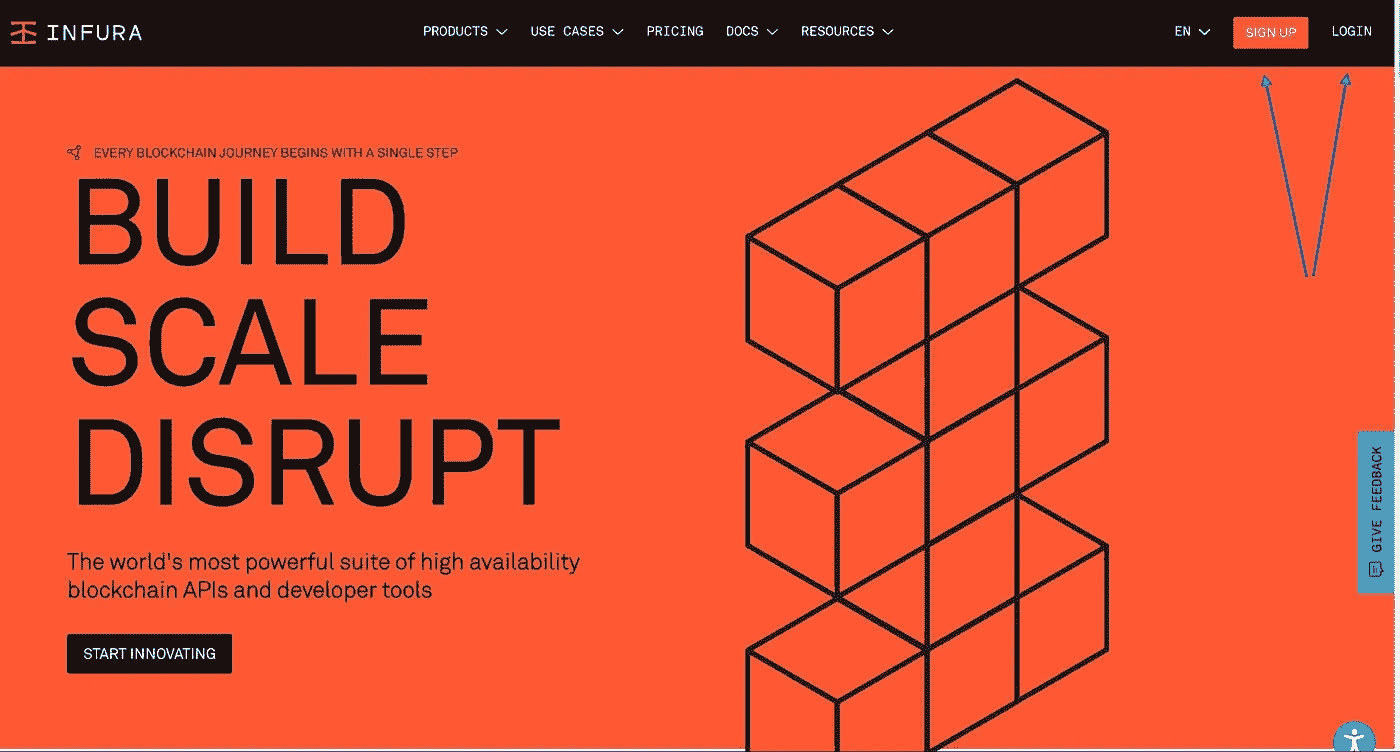 INFURA
PRODUCTS USE CASES PRICING DOCS RESOURCES
EN SIGN UP LOGIN
EVERY BLOCKCHAIN JOURNEY BEGINS WITH A SINGLE STEP
BUILD
SCALE
DISRUPT
The world's most powerful suite of high availability
blockchain APIs and developer tools
START INNOVATING
GIVE FEEDBACK